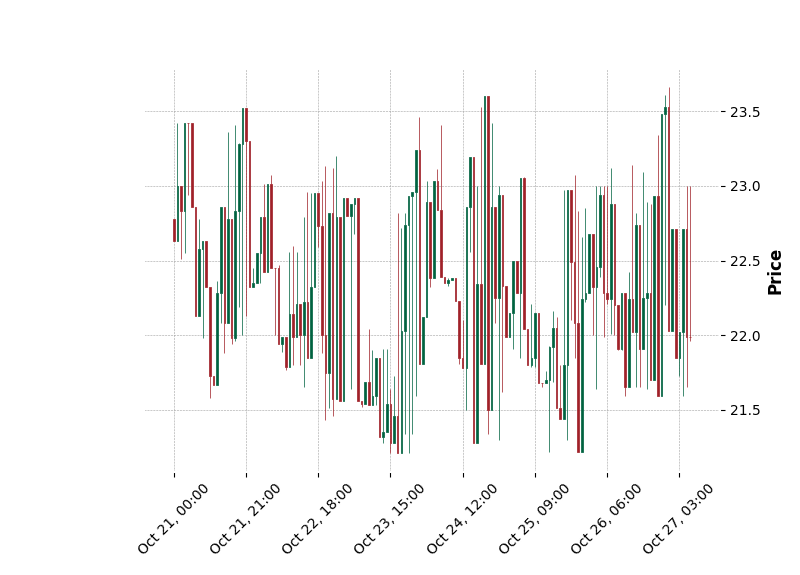 23.5
23.0
22.5
22.0
21.5
Price
Oct 21, 00:00
Oct 21, 21:00
Oct 22, 18:00
Oct 23, 15:00
Oct 24, 12:00
Oct 25, 09:00
Oct 26, 06:00
Oct 27, 03:00